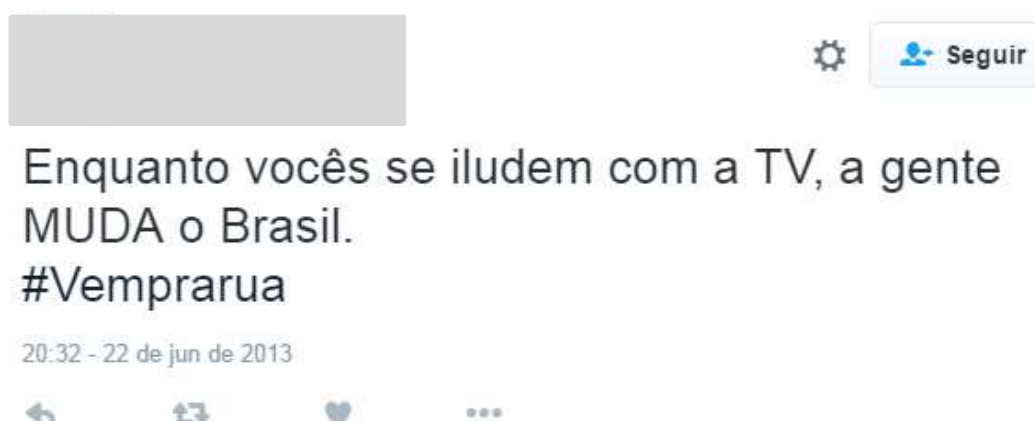 Seguir
Enquanto vocês se iludem com a TV, a gente
MUDA o Brasil.
#Vemprarua
20:32 - 22 de jun de 2013